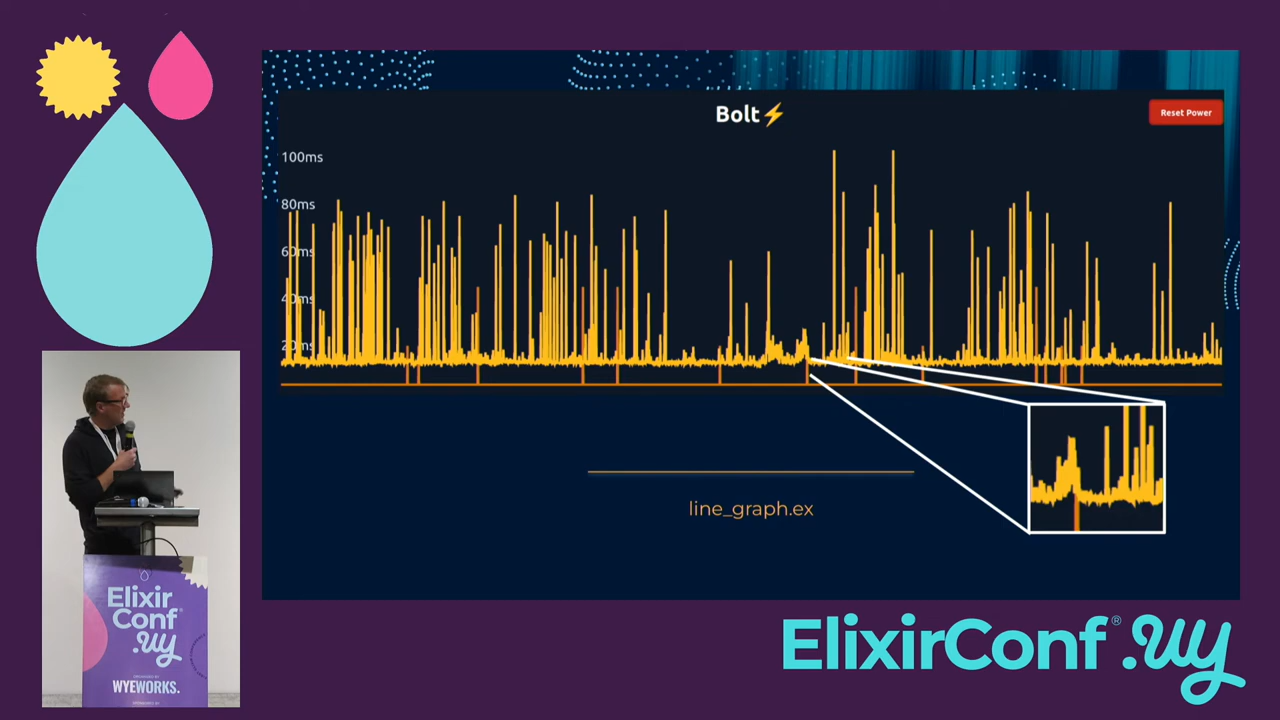 Bolt⚡
Reset Power
100ms
80ms
60ms
40ms
20ms
line_graph.ex
Elixir
Conf®
.uy
WYEWORKS.
ElixirConf® .uy